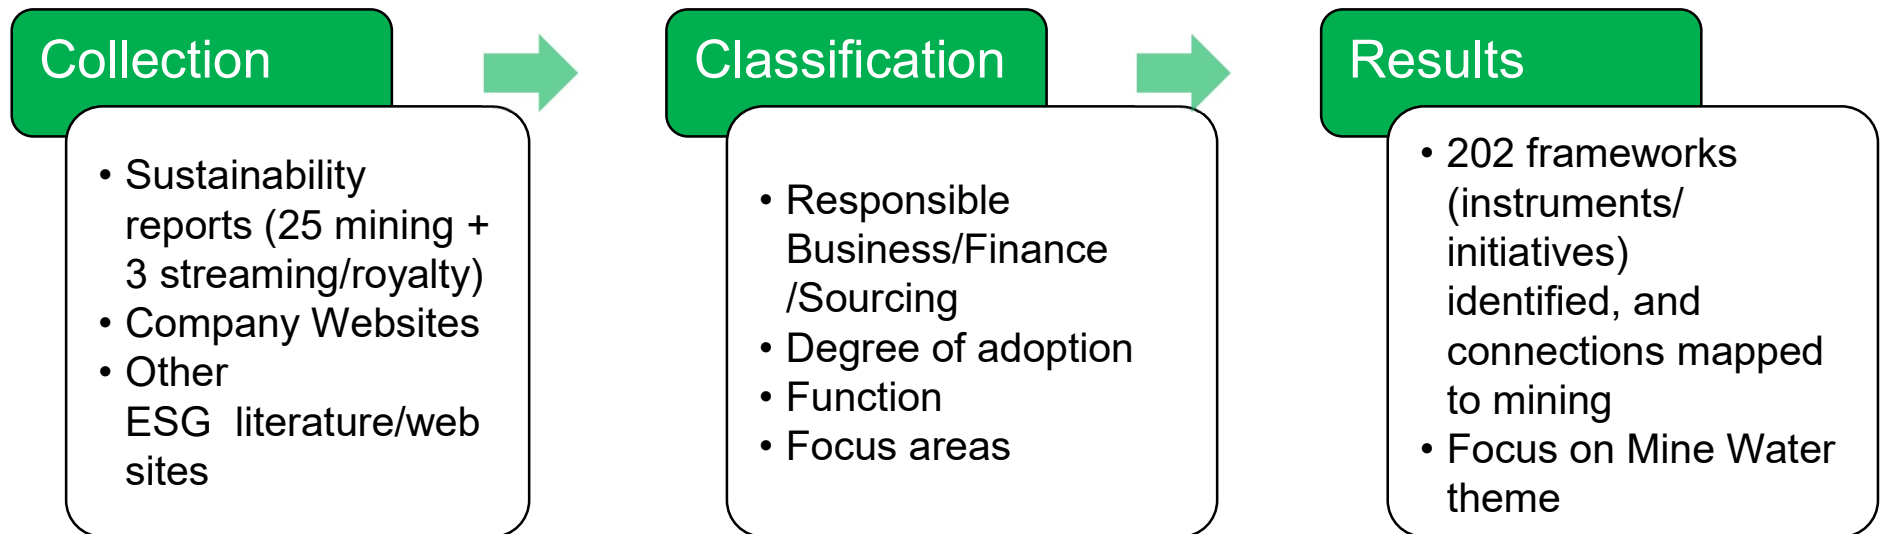 Collection
• Sustainability
reports (25 mining +
3 streaming/royalty)
• Company Websites
• Other
ESG  literature/web
sites
Classification
• Responsible
Business/Finance
/Sourcing
• Degree of adoption
• Function
• Focus areas
Results
• 202 frameworks
(instruments/
initiatives)
identified, and
connections mapped
to mining
• Focus on Mine Water
theme